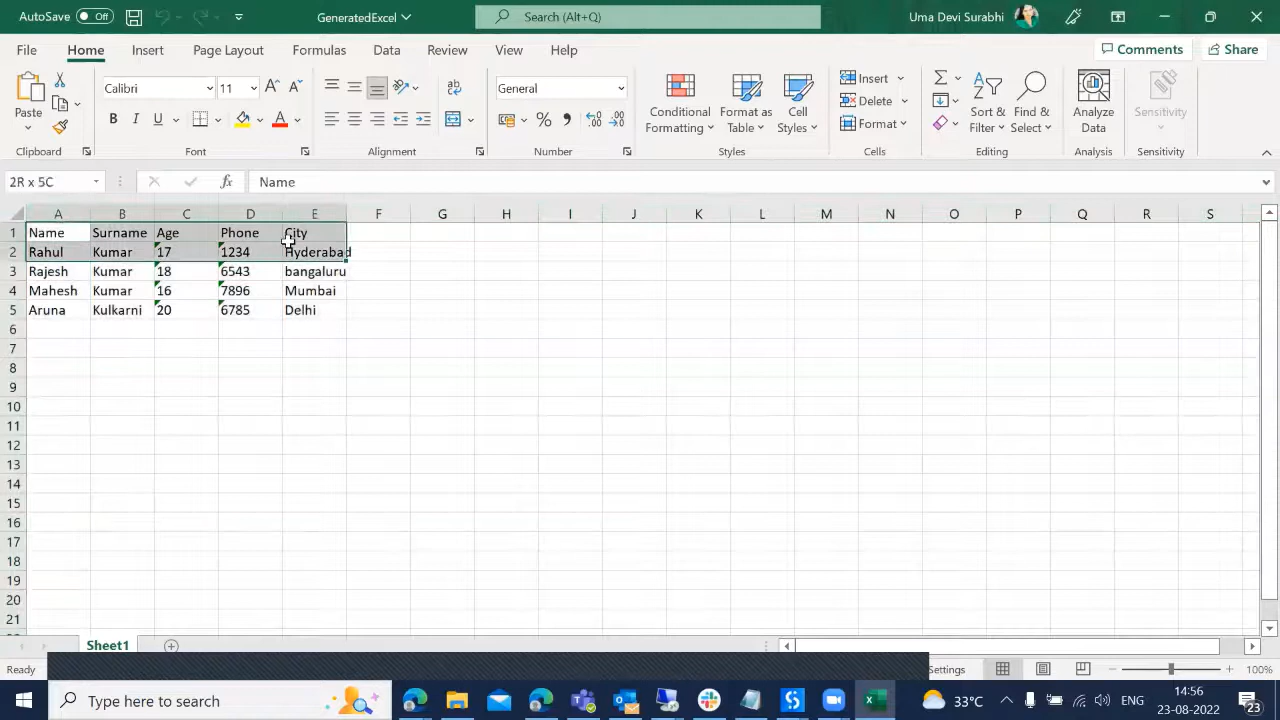 AutoSave Off GeneratedExcel Search (Alt+Q) Uma Devi Surabhi
File Home Insert Page Layout Formulas Data Review View Help Comments Share
Paste Calibri 11 General Conditional Formatting Format as Table Cell Styles Insert Delete Format Sort & Filter Find & Select Analyze Data Sensitivity
Clipboard Font Alignment Number Styles Cells Editing Analysis Sensitivity
2R x 5C fx Name
A B C D E F G H I J K L M N O P Q R S
1 Name Surname Age Phone City
2 Rahul Kumar 17 1234 Hyderabad
3 Rajesh Kumar 18 6543 bangaluru
4 Mahesh Kumar 16 7896 Mumbai
5 Aruna Kulkarni 20 6785 Delhi
6
7
8
9
10
11
12
13
14
15
16
17
18
19
20
21
Sheet1
Ready Settings 100%
Type here to search 33°C ENG 14:56
23-08-2022 23